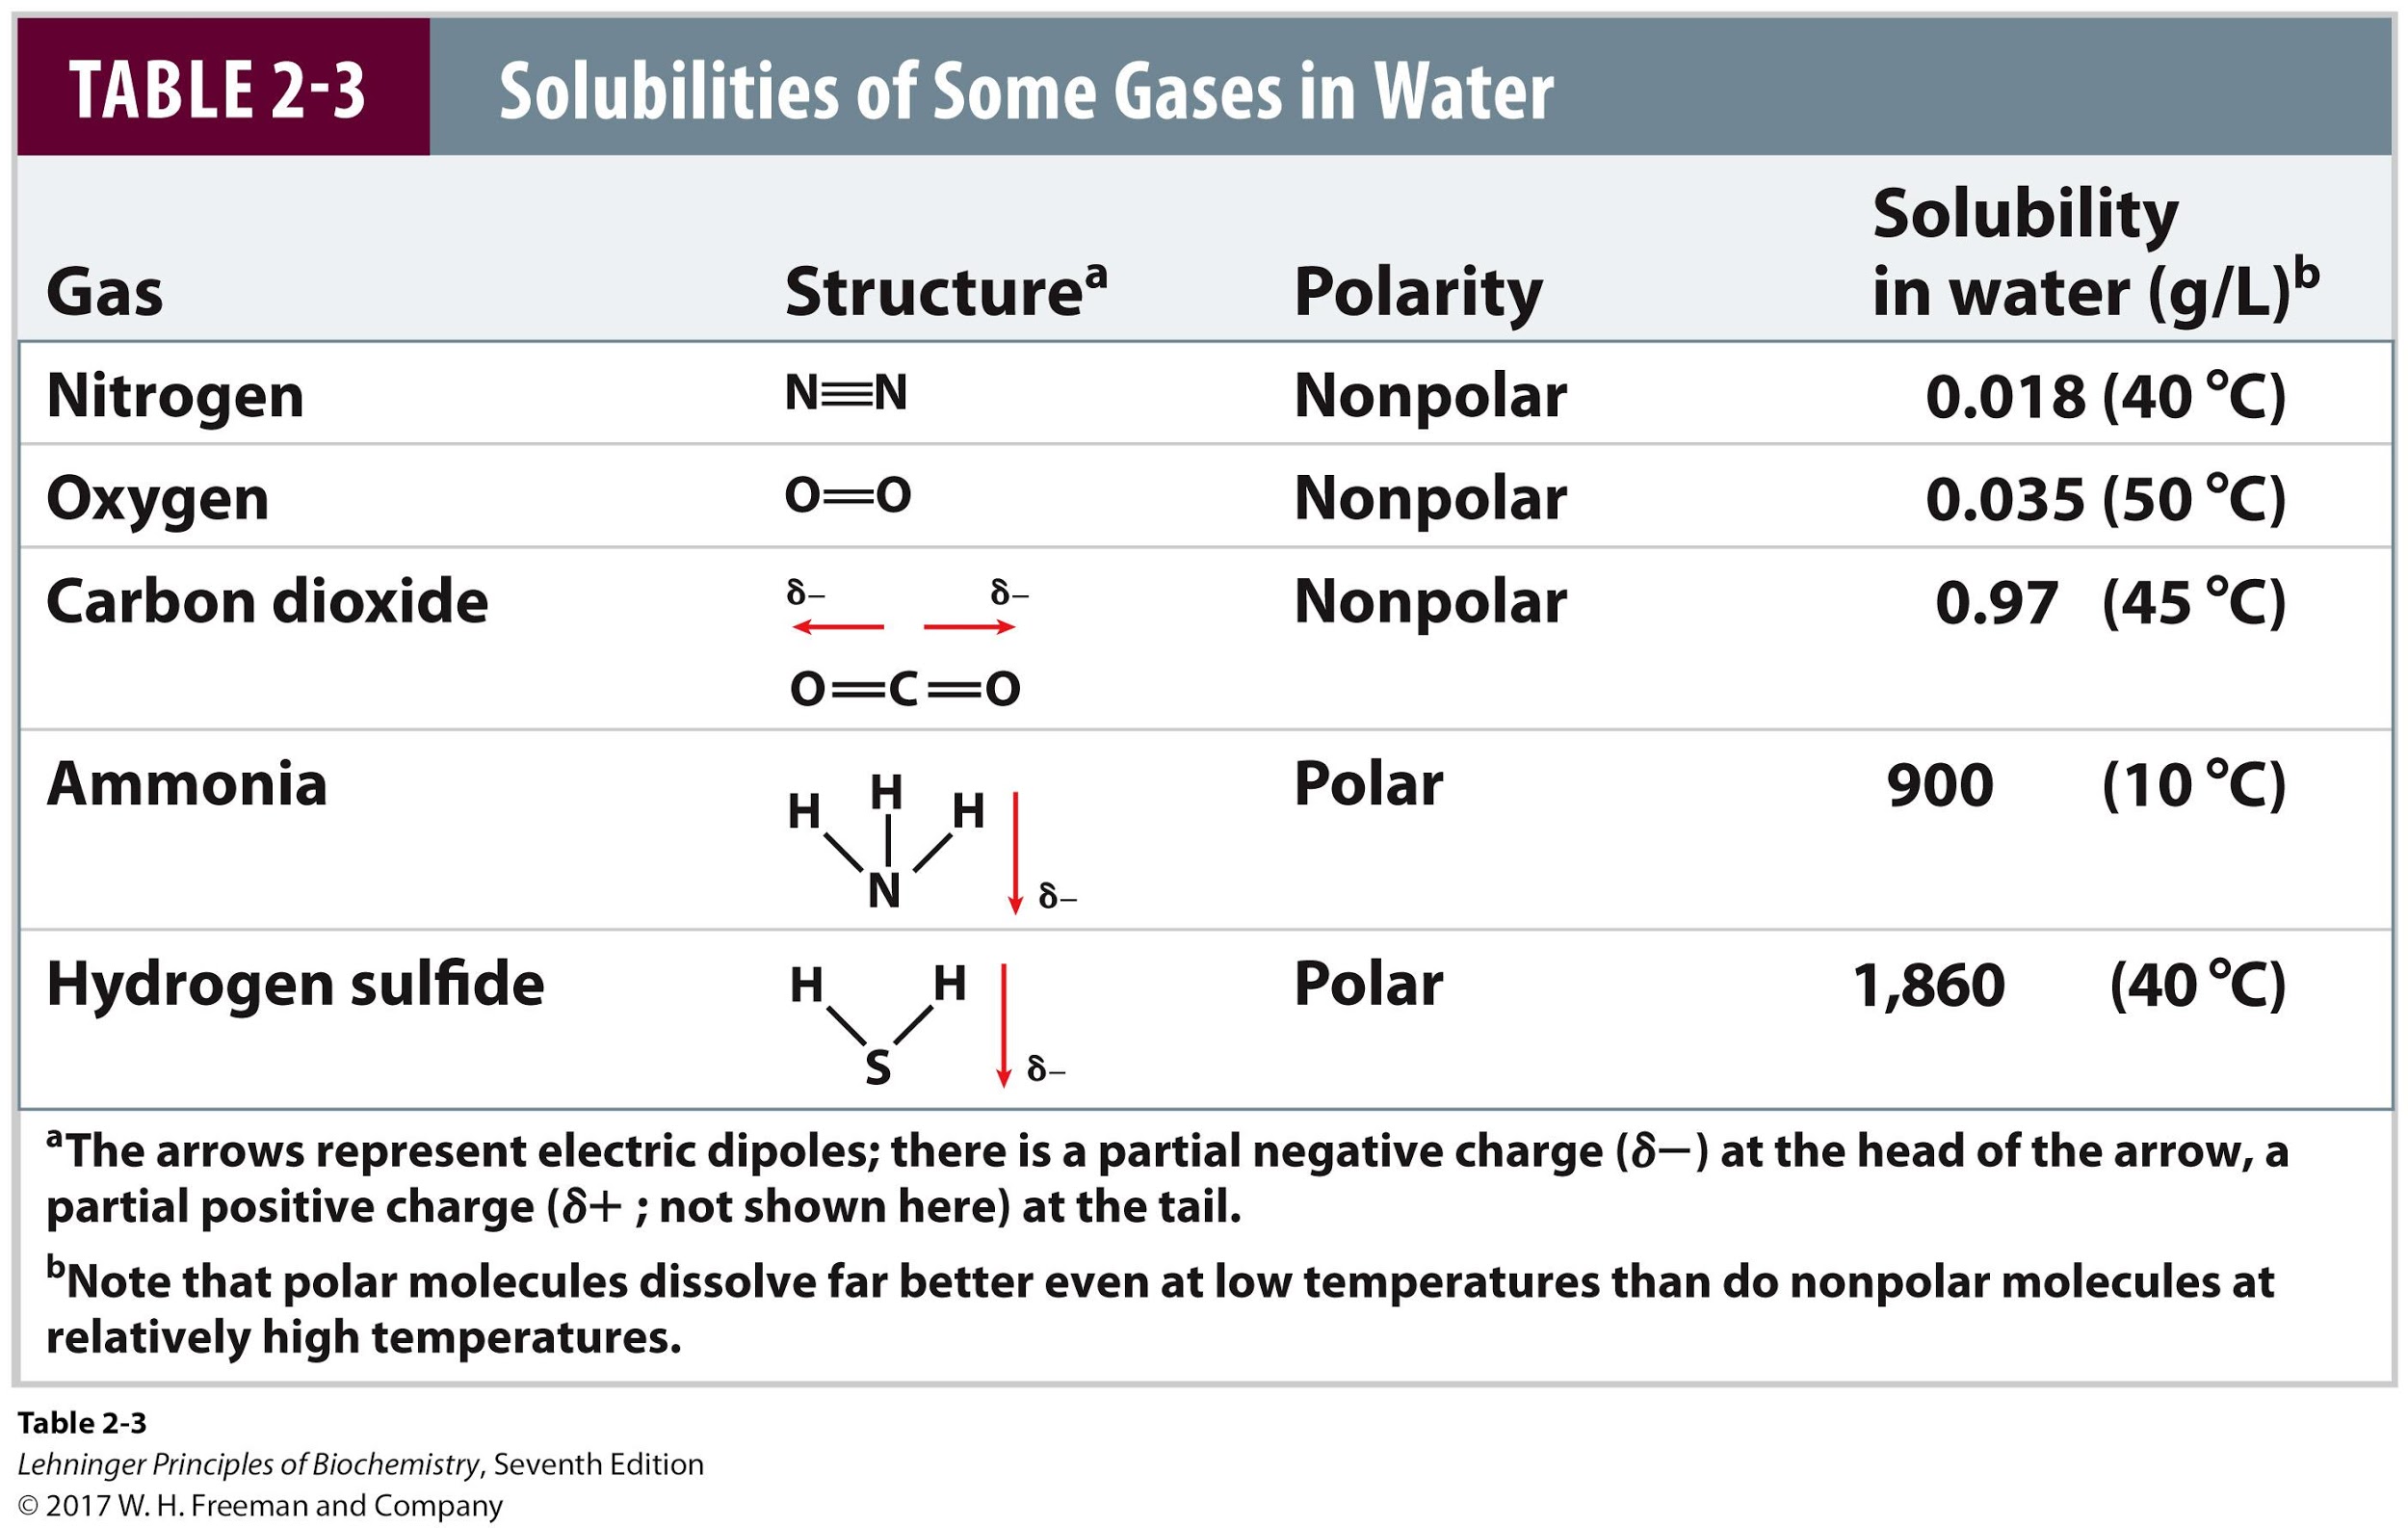 TABLE 2-3 Solubilities of Some Gases in Water
Gas Structureᵃ Polarity Solubility in water (g/L)ᵇ
Nitrogen N≡N Nonpolar 0.018 (40 °C)
Oxygen O=O Nonpolar 0.035 (50 °C)
Carbon dioxide Nonpolar 0.97 (45 °C)
δ– δ–
O=C=O
Ammonia Polar 900 (10 °C)
H H H
N δ–
Hydrogen sulfide Polar 1,860 (40 °C)
H H
S δ–
ᵃThe arrows represent electric dipoles; there is a partial negative charge (δ−) at the head of the arrow, a
partial positive charge (δ+ ; not shown here) at the tail.
ᵇNote that polar molecules dissolve far better even at low temperatures than do nonpolar molecules at
relatively high temperatures.
Table 2-3
Lehninger Principles of Biochemistry, Seventh Edition
© 2017 W. H. Freeman and Company